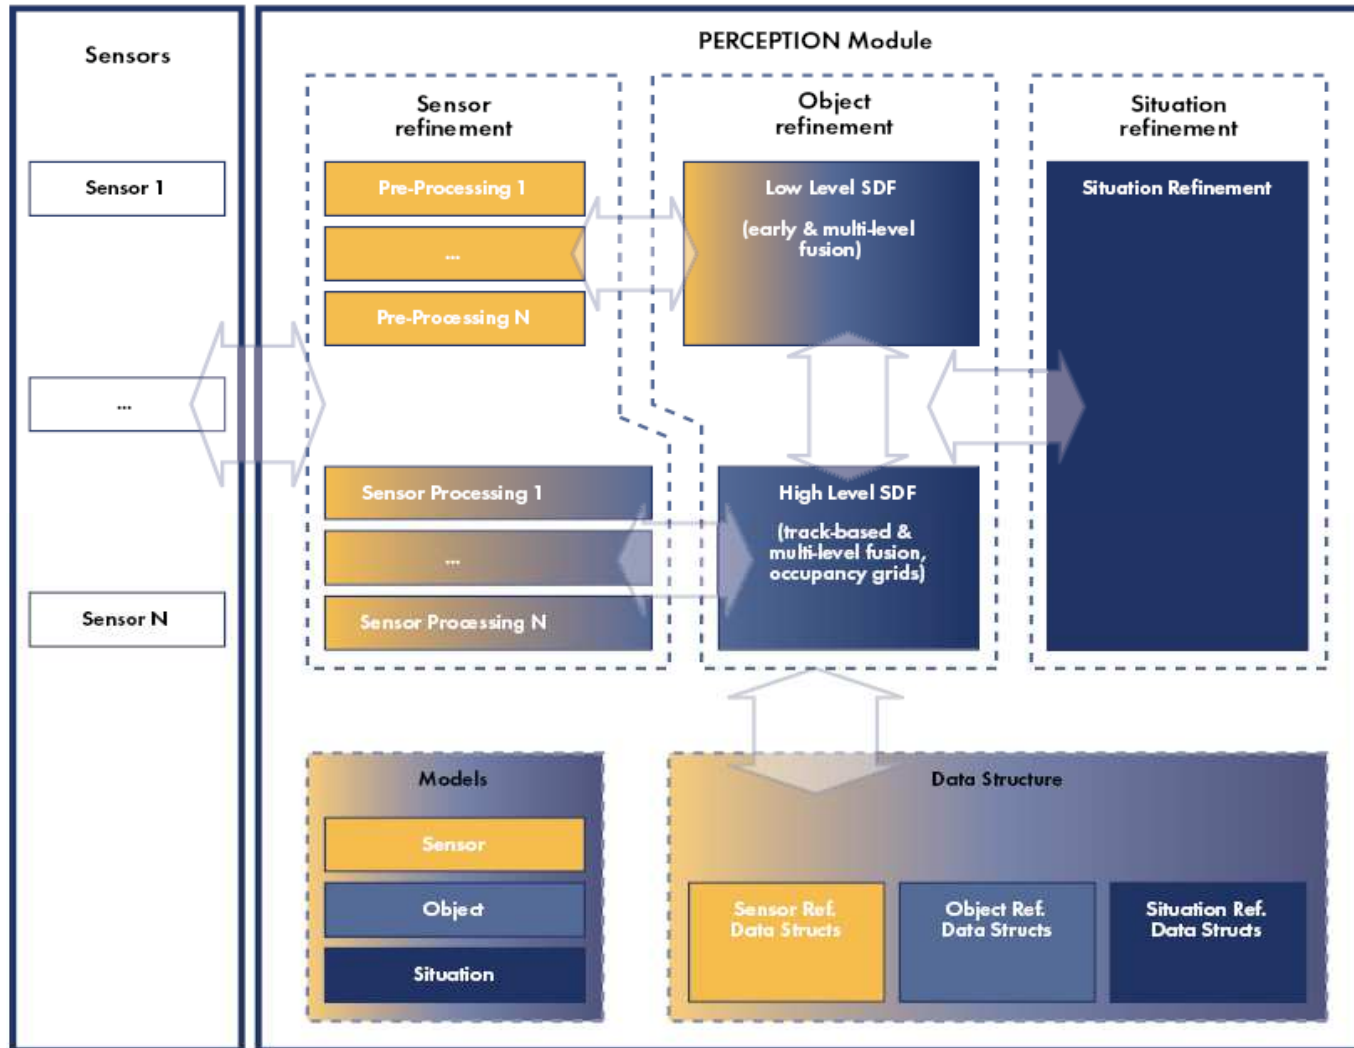 Sensors
Sensor 1
...
Sensor N
PERCEPTION Module
Sensor
refinement
Pre-Processing 1
...
Pre-Processing N
Sensor Processing 1
...
Sensor Processing N
Object
refinement
Low Level SDF
(early & multi-level
fusion)
High Level SDF
(track-based &
multi-level fusion,
occupancy grids)
Situation
refinement
Situation Refinement
Models
Sensor
Object
Situation
Data Structure
Sensor Ref.
Data Structs
Object Ref.
Data Structs
Situation Ref.
Data Structs